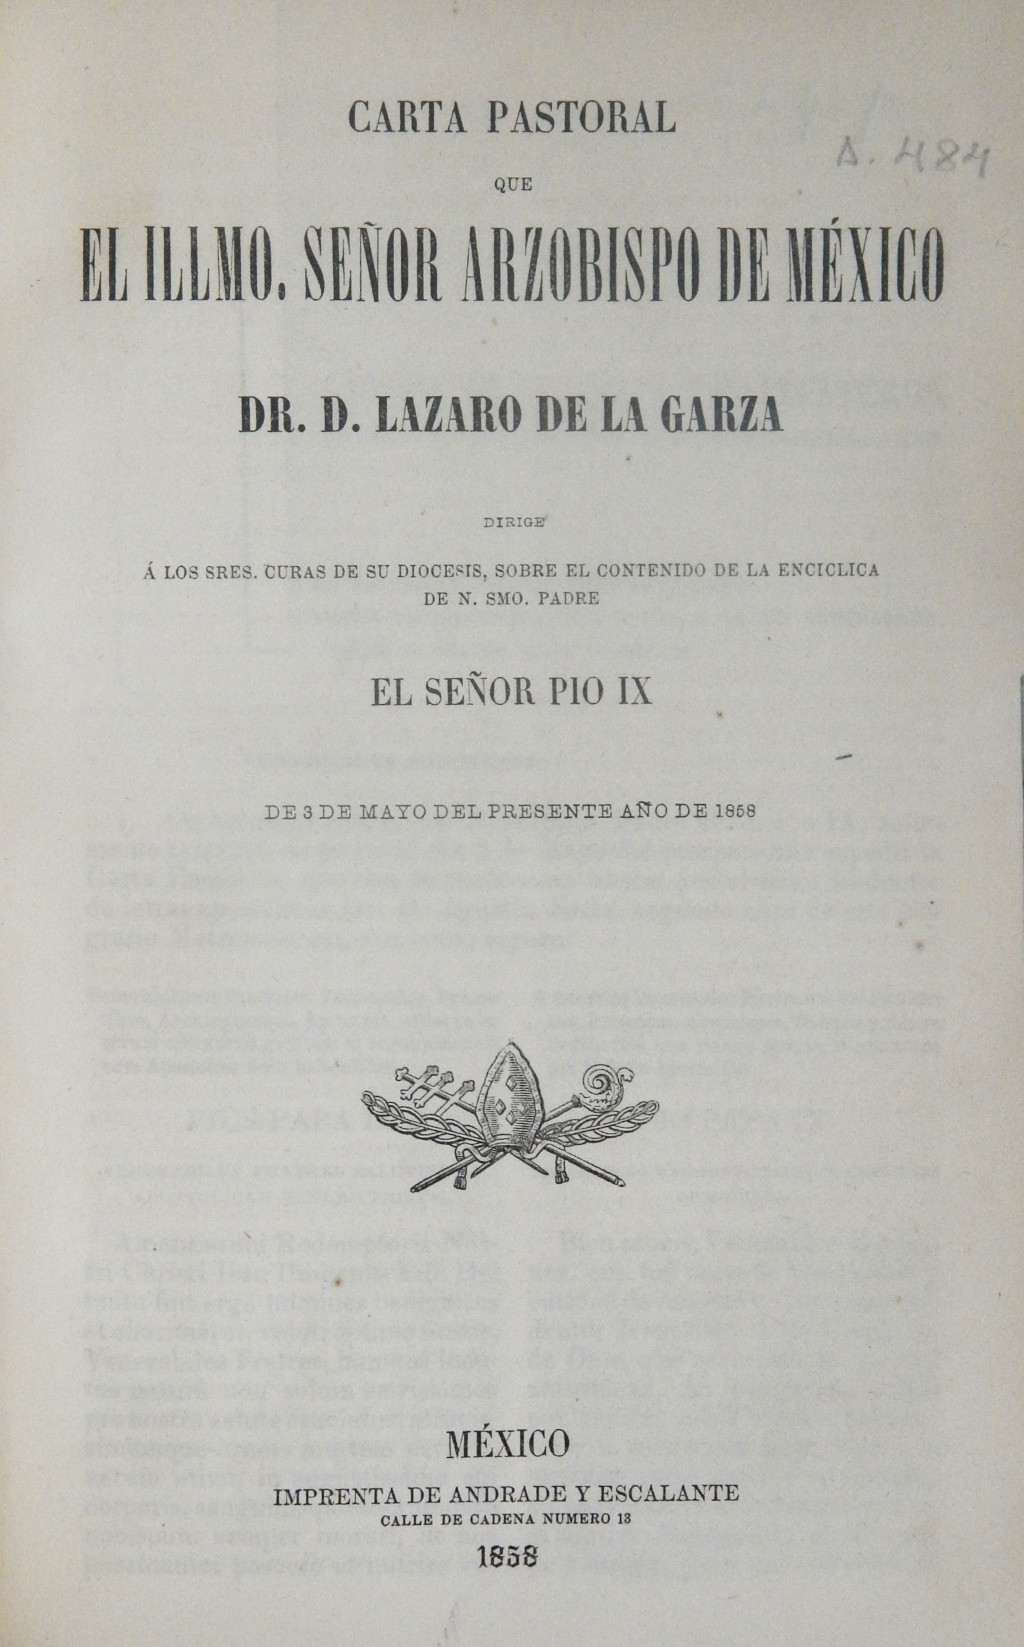 CARTA PASTORAL
Δ. 484
QUE
EL ILLMO. SEÑOR ARZOBISPO DE MÉXICO
DR. D. LAZARO DE LA GARZA
DIRIGE
Á LOS SRES. CURAS DE SU DIOCESIS, SOBRE EL CONTENIDO DE LA ENCICLICA
DE N. SMO. PADRE
EL SEÑOR PIO IX
DE 3 DE MAYO DEL PRESENTE AÑO DE 1858
MÉXICO
IMPRENTA DE ANDRADE Y ESCALANTE
CALLE DE CADENA NUMERO 13
1858